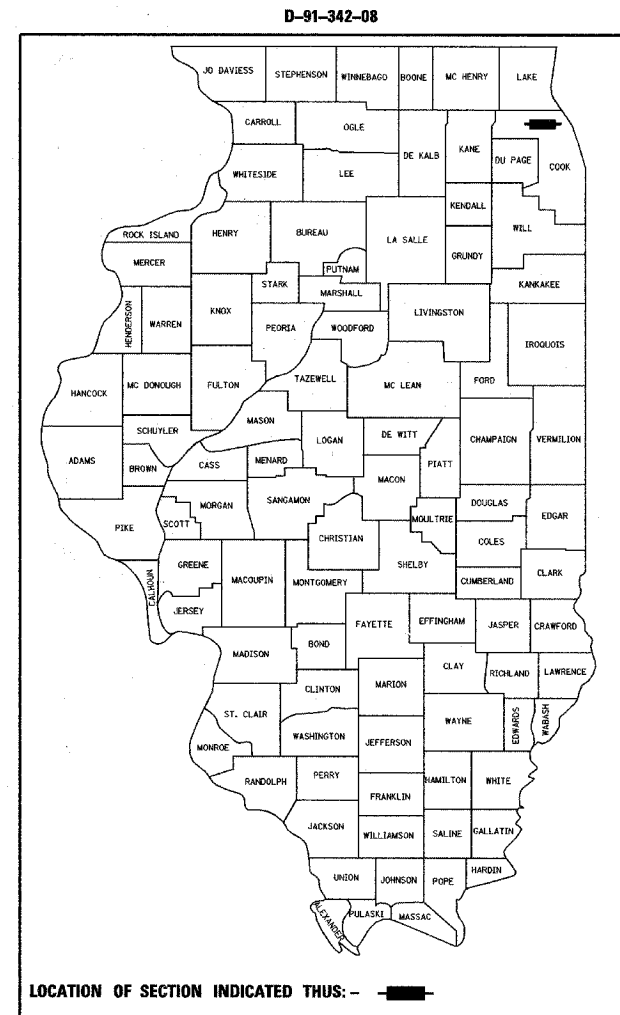 D-91-342-08
JO DAVIESS
STEPHENSON
WINNEBAGO
BOONE
MC HENRY
LAKE
CARROLL
OGLE
DE KALB
KANE
DU PAGE
COOK
WHITESIDE
LEE
KENDALL
WILL
ROCK ISLAND
HENRY
BUREAU
LA SALLE
GRUNDY
MERCER
PUTNAM
KANKAKEE
STARK
MARSHALL
HENDERSON
WARREN
KNOX
PEORIA
WOODFORD
LIVINGSTON
IROQUOIS
HANCOCK
MC DONOUGH
FULTON
TAZEWELL
MC LEAN
FORD
SCHUYLER
MASON
LOGAN
DE WITT
CHAMPAIGN
VERMILION
ADAMS
BROWN
CASS
MENARD
MACON
PIATT
PIKE
SCOTT
MORGAN
SANGAMON
CHRISTIAN
MOULTRIE
DOUGLAS
EDGAR
COLES
CALHOUN
GREENE
MACOUPIN
MONTGOMERY
SHELBY
CUMBERLAND
CLARK
JERSEY
FAYETTE
EFFINGHAM
JASPER
CRAWFORD
MADISON
BOND
CLAY
RICHLAND
LAWRENCE
CLINTON
MARION
ST. CLAIR
WAYNE
EDWARDS
WABASH
MONROE
WASHINGTON
JEFFERSON
RANDOLPH
PERRY
HAMILTON
WHITE
FRANKLIN
JACKSON
WILLIAMSON
SALINE
GALLATIN
UNION
JOHNSON
POPE
HARDIN
ALEXANDER
PULASKI
MASSAC
LOCATION OF SECTION INDICATED THUS: -